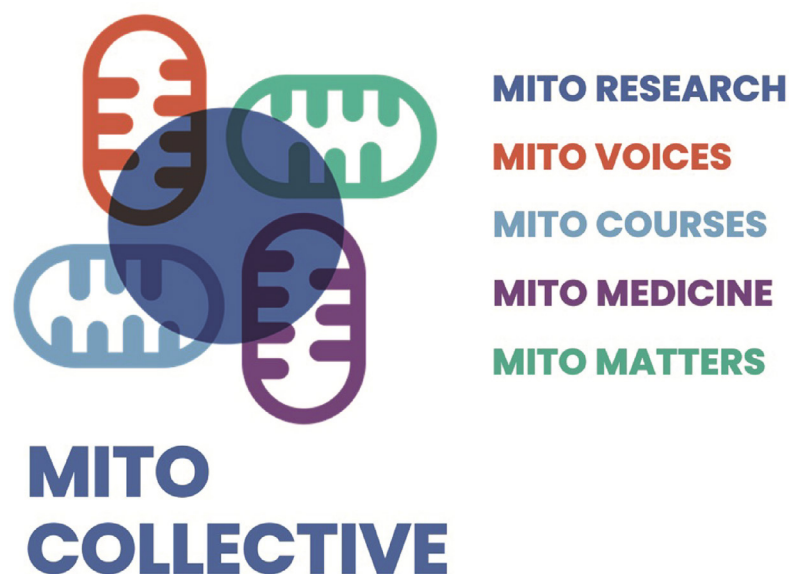 MITO RESEARCH
MITO VOICES
MITO COURSES
MITO MEDICINE
MITO MATTERS
MITO
COLLECTIVE